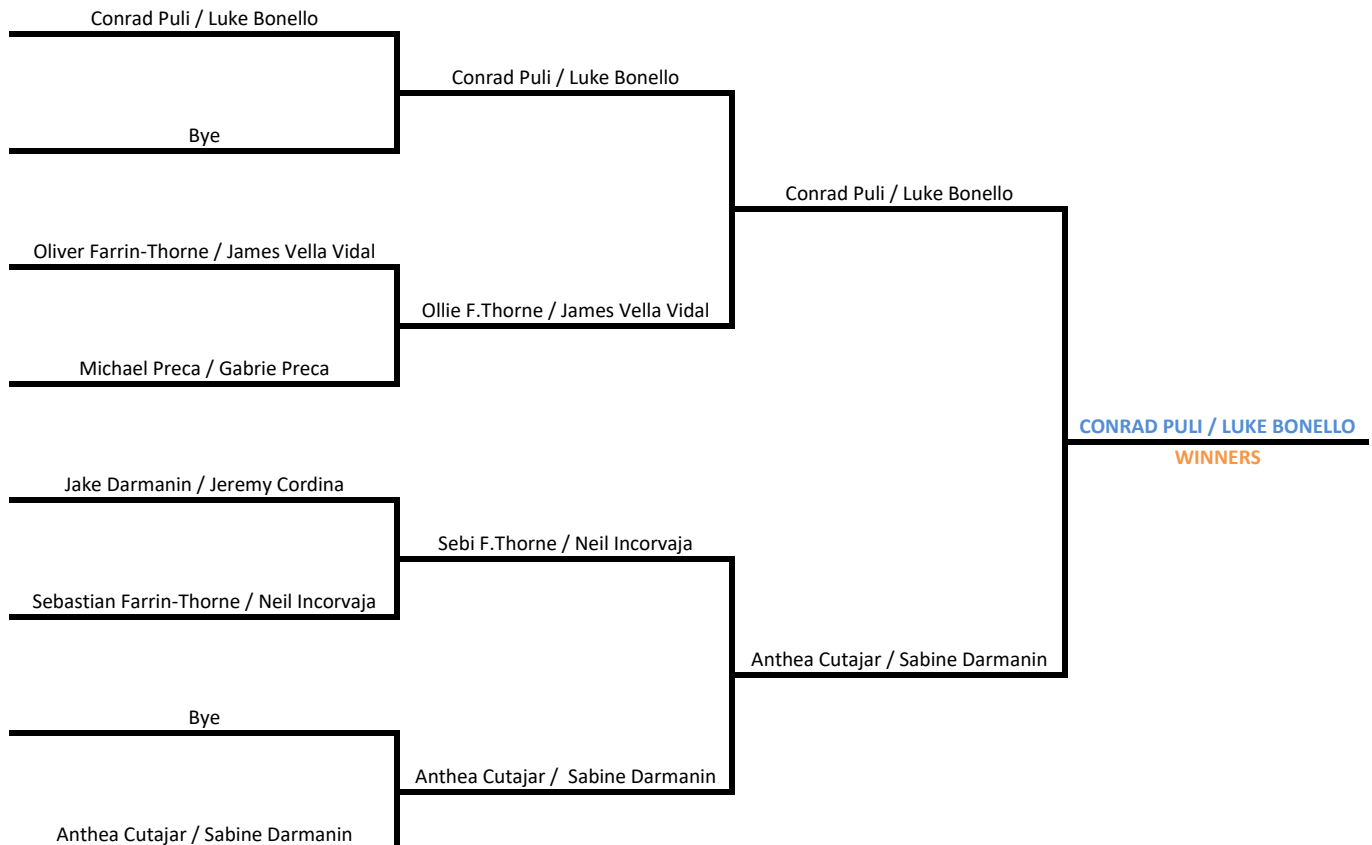 Conrad Puli / Luke Bonello
Conrad Puli / Luke Bonello
Bye
Conrad Puli / Luke Bonello
Oliver Farrin-Thorne / James Vella Vidal
Ollie F.Thorne / James Vella Vidal
Michael Preca / Gabrie Preca
CONRAD PULI / LUKE BONELLO
WINNERS
Jake Darmanin / Jeremy Cordina
Sebi F.Thorne / Neil Incorvaja
Sebastian Farrin-Thorne / Neil Incorvaja
Anthea Cutajar / Sabine Darmanin
Bye
Anthea Cutajar /  Sabine Darmanin
Anthea Cutajar / Sabine Darmanin